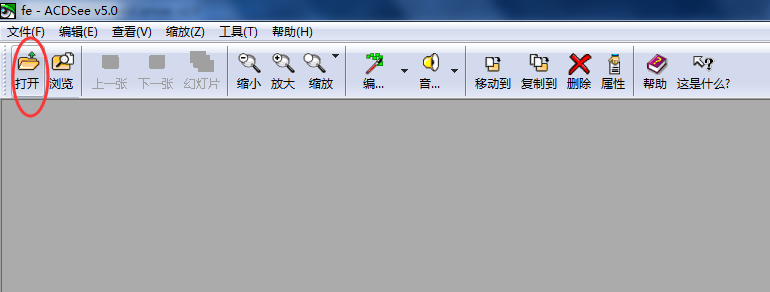 fe - ACDSee v5.0
文件(F) 编辑(E) 查看(V) 缩放(Z) 工具(T) 帮助(H)
打开 浏览 上一张 下一张 幻灯片 缩小 放大 缩放 编... 音... 移动到 复制到 删除 属性 帮助 这是什么?